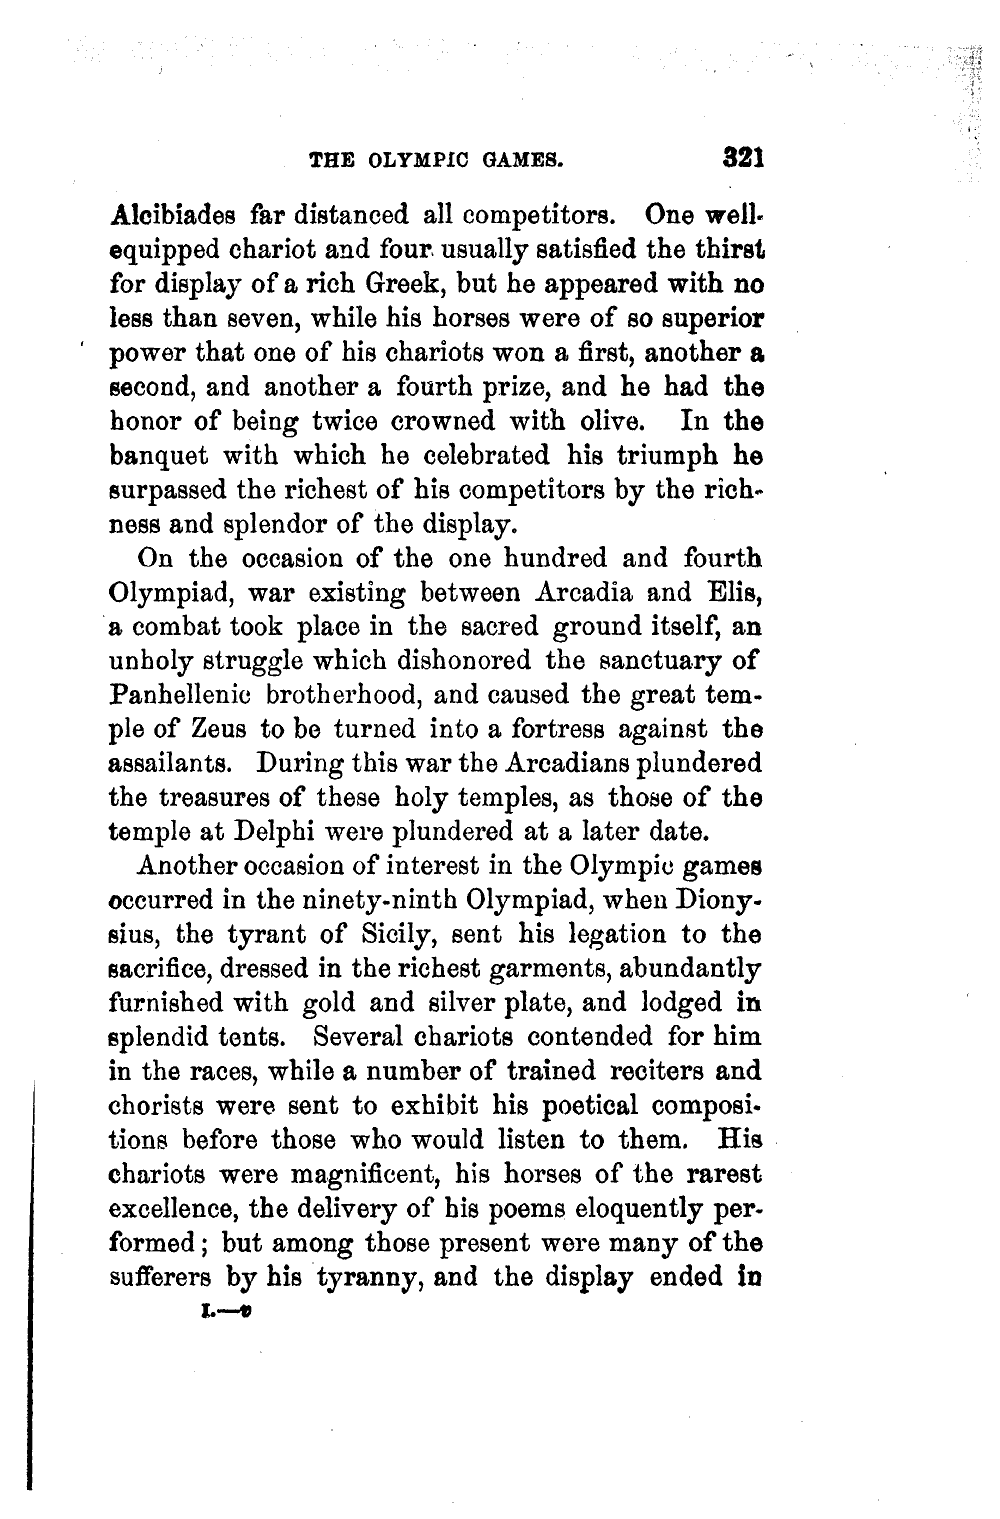 THE OLYMPIC GAMES. 321
Alcibiades far distanced all competitors. One well-
equipped chariot and four usually satisfied the thirst
for display of a rich Greek, but he appeared with no
less than seven, while his horses were of so superior
power that one of his chariots won a first, another a
second, and another a fourth prize, and he had the
honor of being twice crowned with olive. In the
banquet with which he celebrated his triumph he
surpassed the richest of his competitors by the rich-
ness and splendor of the display.
On the occasion of the one hundred and fourth
Olympiad, war existing between Arcadia and Elis,
a combat took place in the sacred ground itself, an
unholy struggle which dishonored the sanctuary of
Panhellenic brotherhood, and caused the great tem-
ple of Zeus to be turned into a fortress against the
assailants. During this war the Arcadians plundered
the treasures of these holy temples, as those of the
temple at Delphi were plundered at a later date.
Another occasion of interest in the Olympic games
occurred in the ninety-ninth Olympiad, when Diony-
sius, the tyrant of Sicily, sent his legation to the
sacrifice, dressed in the richest garments, abundantly
furnished with gold and silver plate, and lodged in
splendid tents. Several chariots contended for him
in the races, while a number of trained reciters and
chorists were sent to exhibit his poetical composi-
tions before those who would listen to them. His
chariots were magnificent, his horses of the rarest
excellence, the delivery of his poems eloquently per-
formed; but among those present were many of the
sufferers by his tyranny, and the display ended in
I.—v